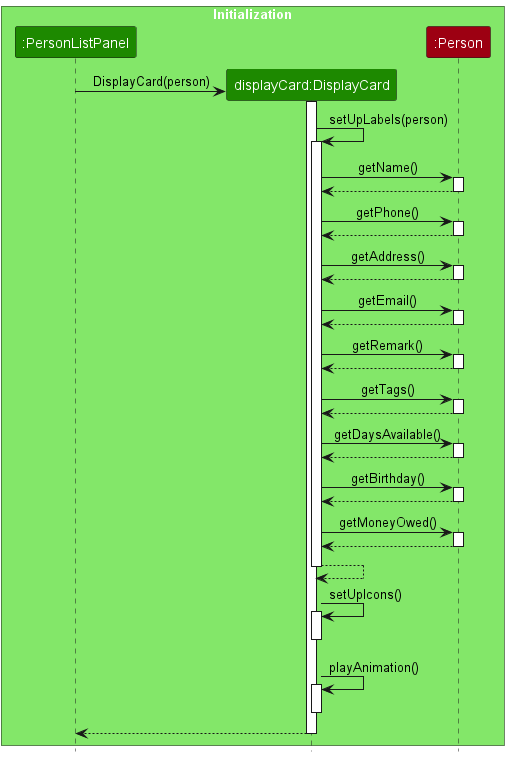 Initialization
:PersonListPanel
:Person
DisplayCard(person)
displayCard:DisplayCard
setUpLabels(person)
getName()
getPhone()
getAddress()
getEmail()
getRemark()
getTags()
getDaysAvailable()
getBirthday()
getMoneyOwed()
setUpIcons()
playAnimation()